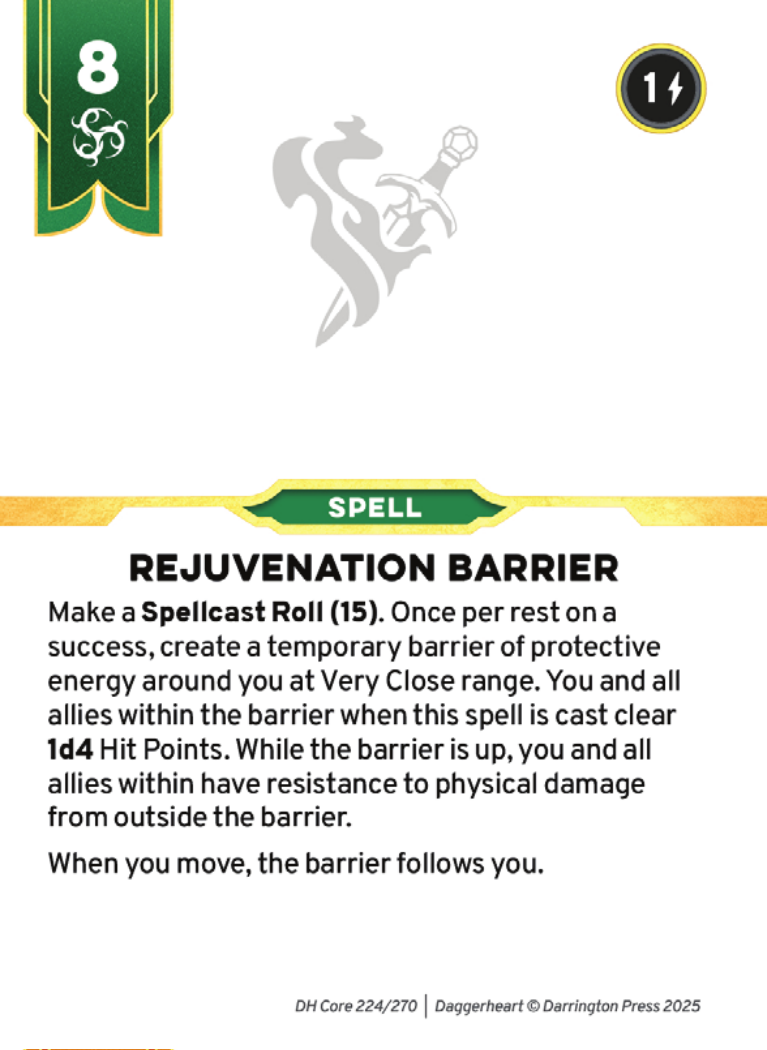 8
1
SPELL
REJUVENATION BARRIER
Make a Spellcast Roll (15). Once per rest on a
success, create a temporary barrier of protective
energy around you at Very Close range. You and all
allies within the barrier when this spell is cast clear
1d4 Hit Points. While the barrier is up, you and all
allies within have resistance to physical damage
from outside the barrier.
When you move, the barrier follows you.
DH Core 224/270 | Daggerheart © Darrington Press 2025